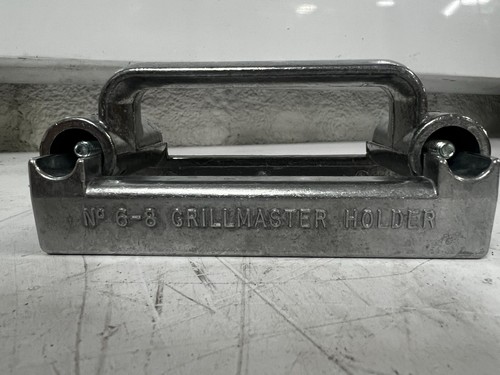 Nº 6-8 GRILLMASTER HOLDER